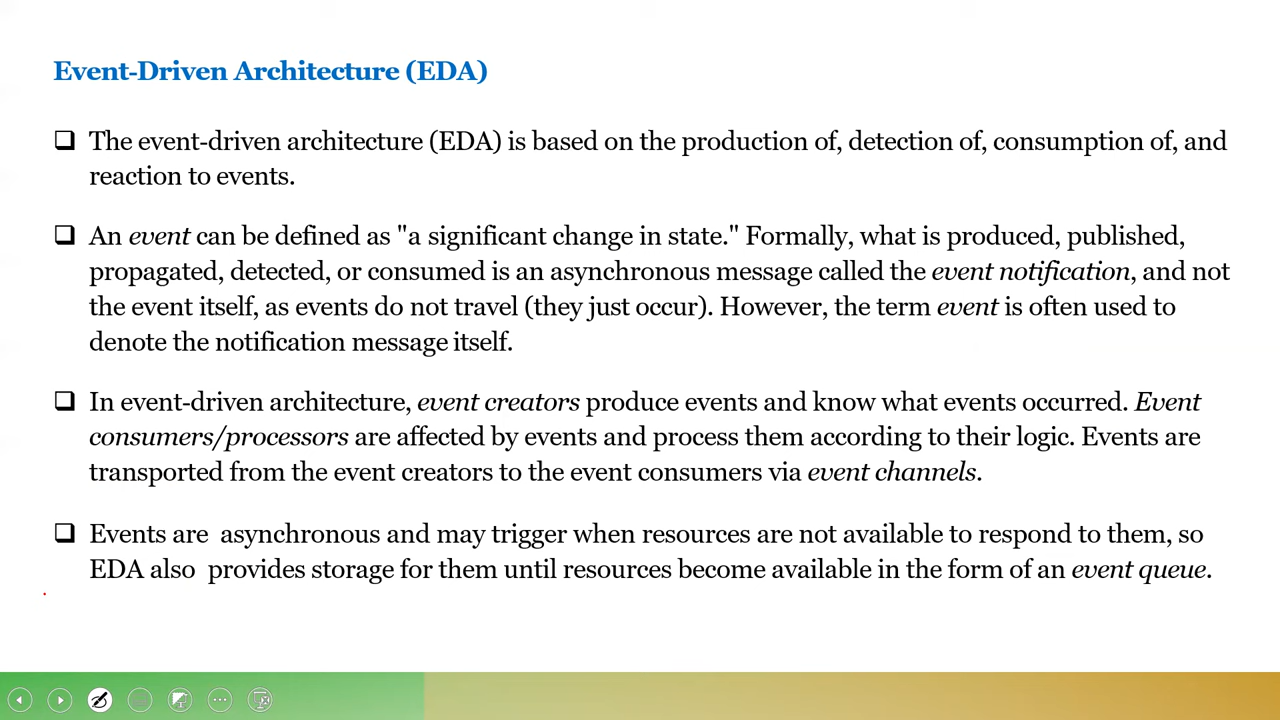 Event-Driven Architecture (EDA)
❑ The event-driven architecture (EDA) is based on the production of, detection of, consumption of, and
reaction to events.
❑ An event can be defined as "a significant change in state." Formally, what is produced, published,
propagated, detected, or consumed is an asynchronous message called the event notification, and not
the event itself, as events do not travel (they just occur). However, the term event is often used to
denote the notification message itself.
❑ In event-driven architecture, event creators produce events and know what events occurred. Event
consumers/processors are affected by events and process them according to their logic. Events are
transported from the event creators to the event consumers via event channels.
❑ Events are  asynchronous and may trigger when resources are not available to respond to them, so
EDA also  provides storage for them until resources become available in the form of an event queue.